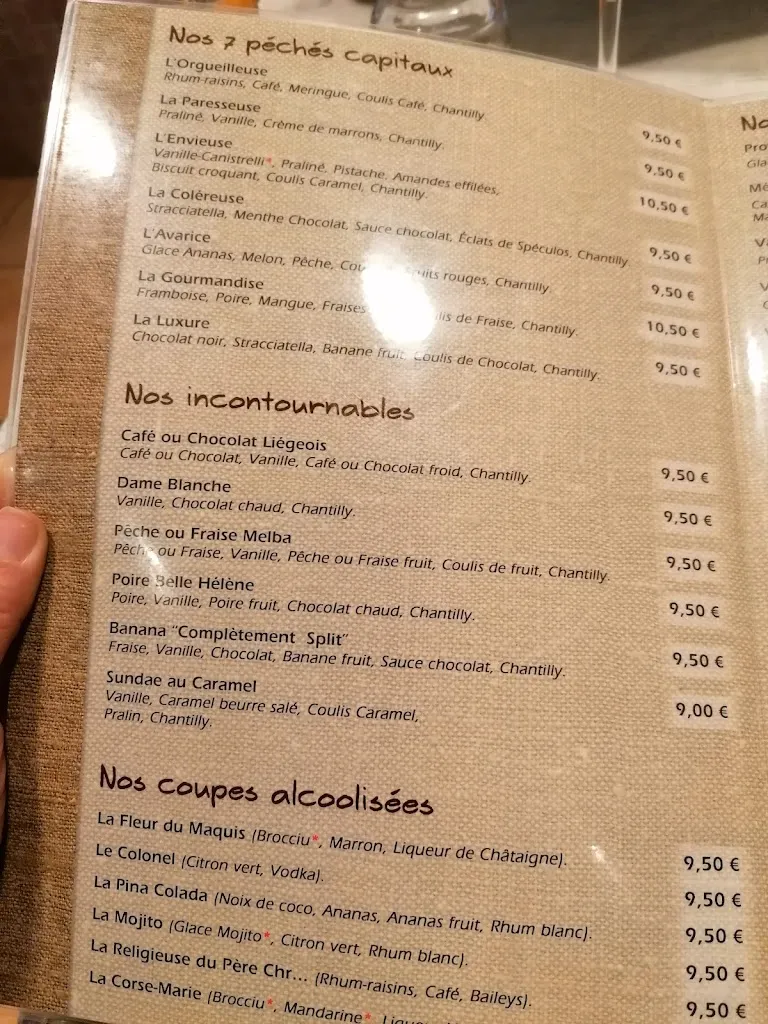 Nos 7 péchés capitaux
L'Orgueilleuse
Rhum-raisins, Café, Meringue, Coulis Café, Chantilly.
9,50 €
La Paresseuse
Praliné, Vanille, Crème de marrons, Chantilly.
9,50 €
L'Envieuse
Vanille-Canistrelli*, Praliné, Pistache, Amandes effilées,
Biscuit croquant, Coulis Caramel, Chantilly.
10,50 €
La Coléreuse
Stracciatella, Menthe Chocolat, Sauce chocolat, Éclats de Spéculos, Chantilly.
9,50 €
L'Avarice
Glace Ananas, Melon, Pêche, rouges, Chantilly.
9,50 €
La Gourmandise
Framboise, Poire, Mangue, Fraises de Fraise, Chantilly.
10,50 €
La Luxure
Chocolat noir, Stracciatella, Banane fruit, Coulis de Chocolat, Chantilly.
9,50 €
Nos incontournables
Café ou Chocolat Liégeois
Café ou Chocolat, Vanille, Café ou Chocolat froid, Chantilly.
9,50 €
Dame Blanche
Vanille, Chocolat chaud, Chantilly.
9,50 €
Pêche ou Fraise Melba
Pêche ou Fraise, Vanille, Pêche ou Fraise fruit, Coulis de fruit, Chantilly.
9,50 €
Poire Belle Hélène
Poire, Vanille, Poire fruit, Chocolat chaud, Chantilly.
9,50 €
Banana "Complètement Split"
Fraise, Vanille, Chocolat, Banane fruit, Sauce chocolat, Chantilly.
9,50 €
Sundae au Caramel
Vanille, Caramel beurre salé, Coulis Caramel,
Pralin, Chantilly.
9,00 €
Nos coupes alcoolisées
La Fleur du Maquis (Brocciu*, Marron, Liqueur de Châtaigne).
9,50 €
Le Colonel (Citron vert, Vodka).
9,50 €
La Pina Colada (Noix de coco, Ananas, Ananas fruit, Rhum blanc).
9,50 €
La Mojito (Glace Mojito*, Citron vert, Rhum blanc).
9,50 €
La Religieuse du Père Chr... (Rhum-raisins, Café, Baileys).
9,50 €
La Corse-Marie (Brocciu*, Mandarine*